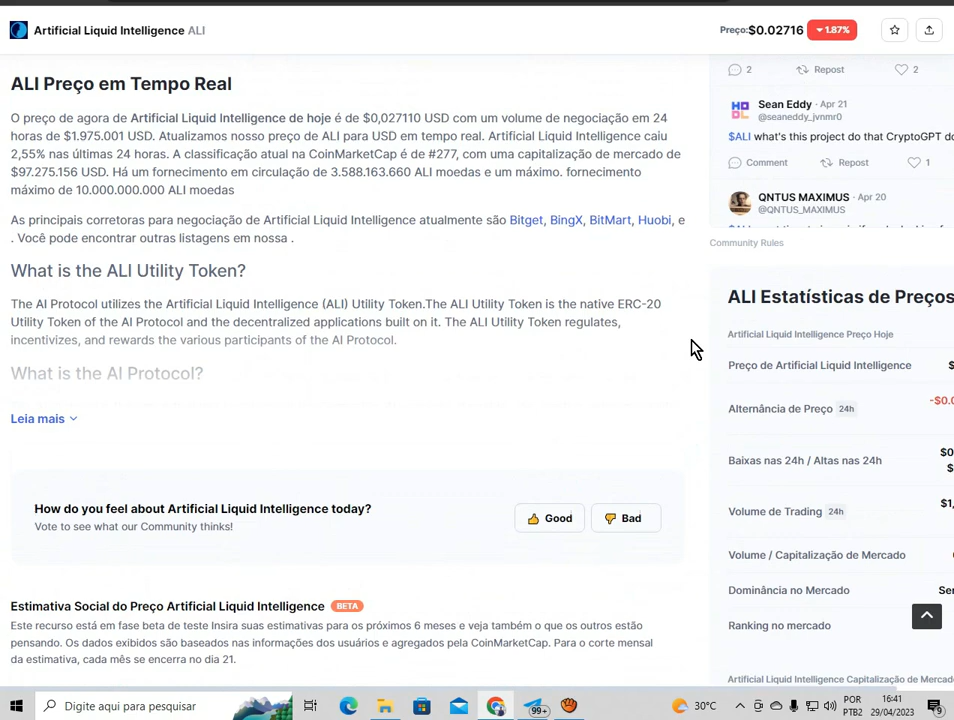 Artificial Liquid Intelligence ALI
Preço:$0.02716 1.87%
ALI Preço em Tempo Real
O preço de agora de Artificial Liquid Intelligence de hoje é de $0,027110 USD com um volume de negociação em 24
horas de $1.975.001 USD. Atualizamos nosso preço de ALI para USD em tempo real. Artificial Liquid Intelligence caiu
2,55% nas últimas 24 horas. A classificação atual na CoinMarketCap é de #277, com uma capitalização de mercado de
$97.275.156 USD. Há um fornecimento em circulação de 3.588.163.660 ALI moedas e um máximo. fornecimento
máximo de 10.000.000.000 ALI moedas
As principais corretoras para negociação de Artificial Liquid Intelligence atualmente são Bitget, BingX, BitMart, Huobi, e
. Você pode encontrar outras listagens em nossa .
What is the ALI Utility Token?
The AI Protocol utilizes the Artificial Liquid Intelligence (ALI) Utility Token.The ALI Utility Token is the native ERC-20
Utility Token of the AI Protocol and the decentralized applications built on it. The ALI Utility Token regulates,
incentivizes, and rewards the various participants of the AI Protocol.
What is the AI Protocol?
Leia mais
How do you feel about Artificial Liquid Intelligence today?
Vote to see what our Community thinks!
Good
Bad
Estimativa Social do Preço Artificial Liquid Intelligence BETA
Este recurso está em fase beta de teste Insira suas estimativas para os próximos 6 meses e veja também o que os outros estão
pensando. Os dados exibidos são baseados nas informações dos usuários e agregados pela CoinMarketCap. Para o corte mensal
da estimativa, cada mês se encerra no dia 21.
2 Repost 2
Sean Eddy · Apr 21
@seaneddy_jvnmr0
$ALI what's this project do that CryptoGPT do
Comment Repost 1
QNTUS MAXIMUS · Apr 20
@QNTUS_MAXIMUS
Community Rules
ALI Estatísticas de Preços
Artificial Liquid Intelligence Preço Hoje
Preço de Artificial Liquid Intelligence $
Alternância de Preço 24h -$0.0
Baixas nas 24h / Altas nas 24h $0
$
Volume de Trading 24h $1,
Volume / Capitalização de Mercado
Dominância no Mercado Sem
Ranking no mercado
Artificial Liquid Intelligence Capitalização de Mercado
Digite aqui para pesquisar
99+
30°C
POR
PTB2
16:41
29/04/2023
9